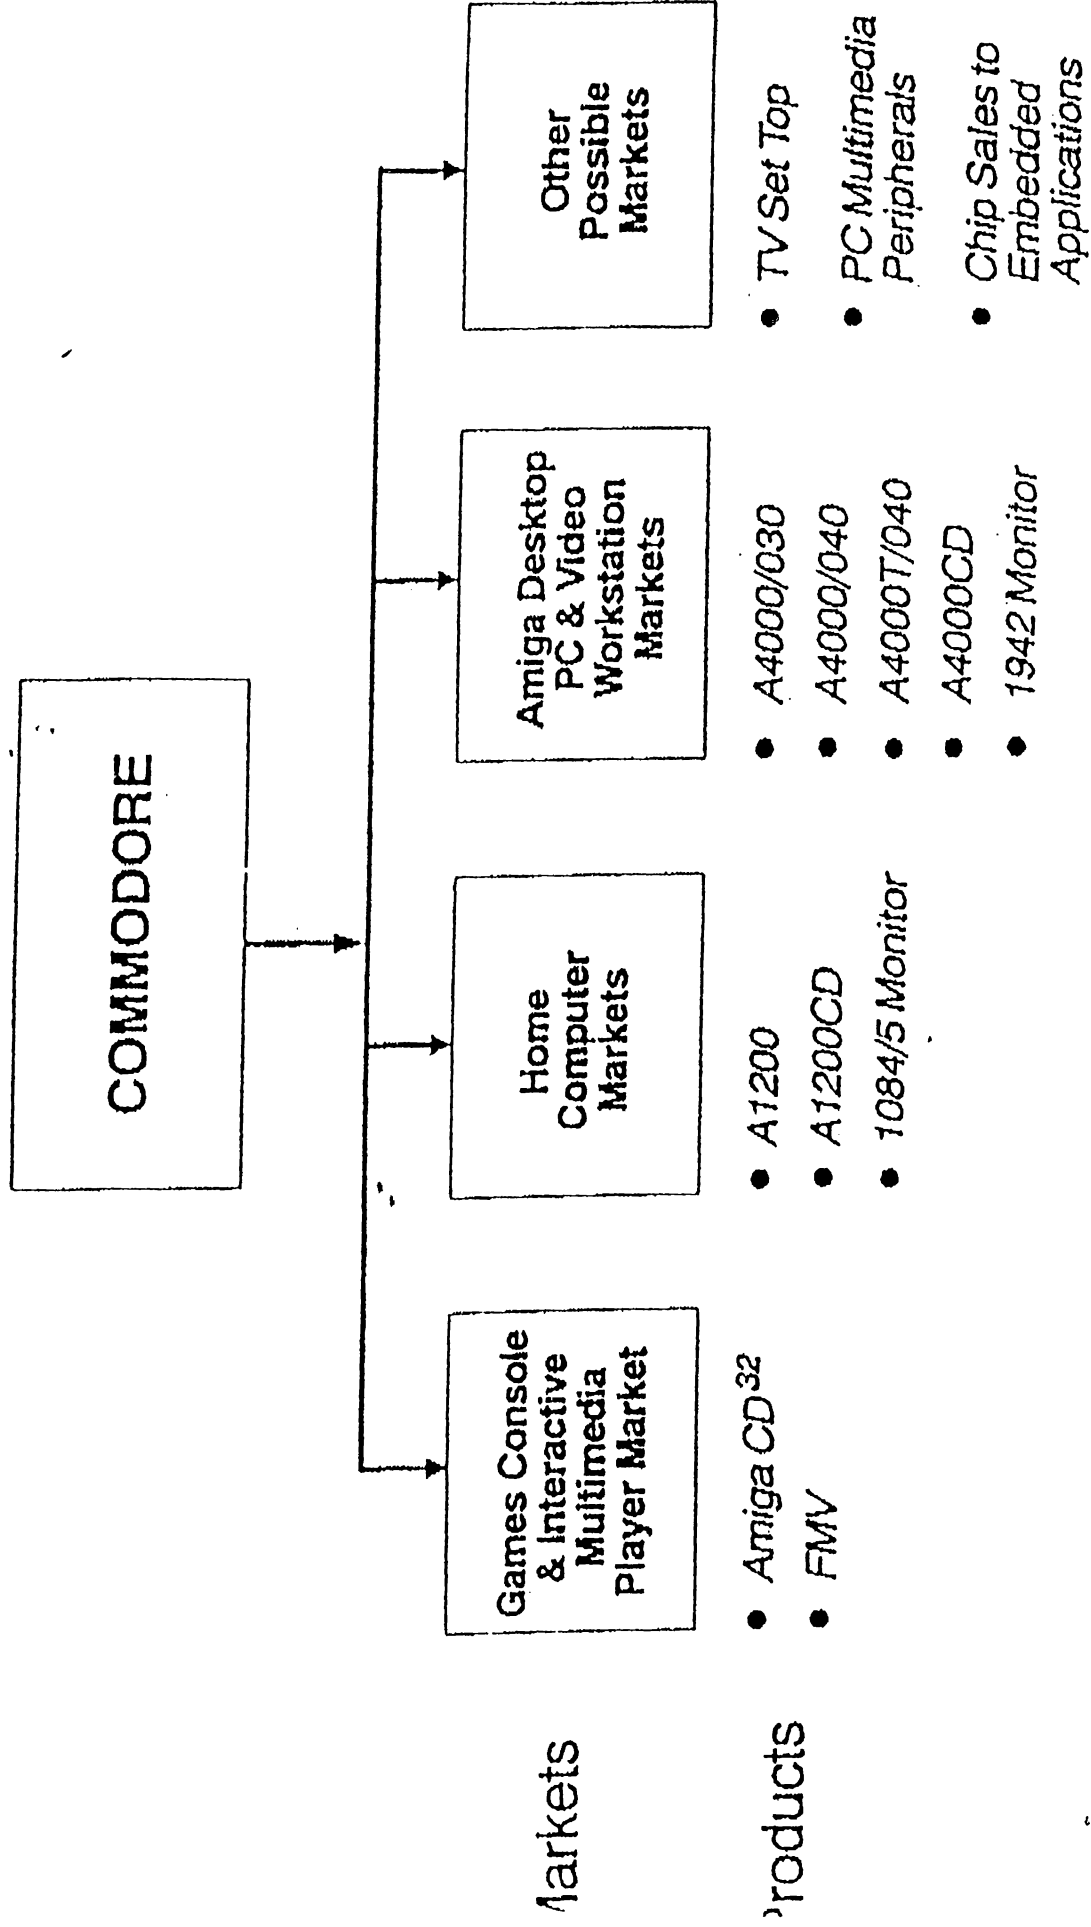 COMMODORE
Markets
Games Console
& Interactive
Multimedia
Player Market
Home
Computer
Markets
Amiga Desktop
PC & Video
Workstation
Markets
Other
Possible
Markets
Products
• Amiga CD32
• FMV
• A1200
• A1200CD
• 1084/5 Monitor
• A4000/030
• A4000/040
• A4000T/040
• A4000CD
• 1942 Monitor
• TV Set Top
• PC Multimedia
Peripherals
• Chip Sales to
Embedded
Applications